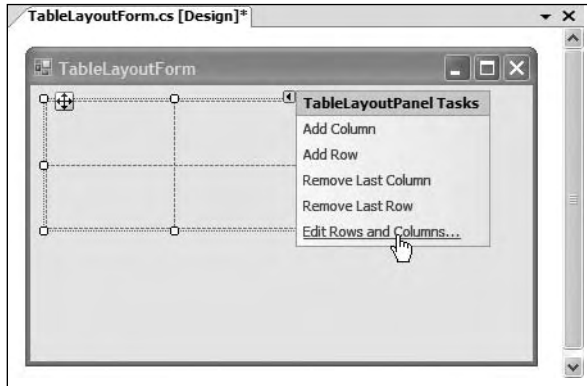 TableLayoutForm.cs [Design]*
TableLayoutForm
TableLayoutPanel Tasks
Add Column
Add Row
Remove Last Column
Remove Last Row
Edit Rows and Columns...